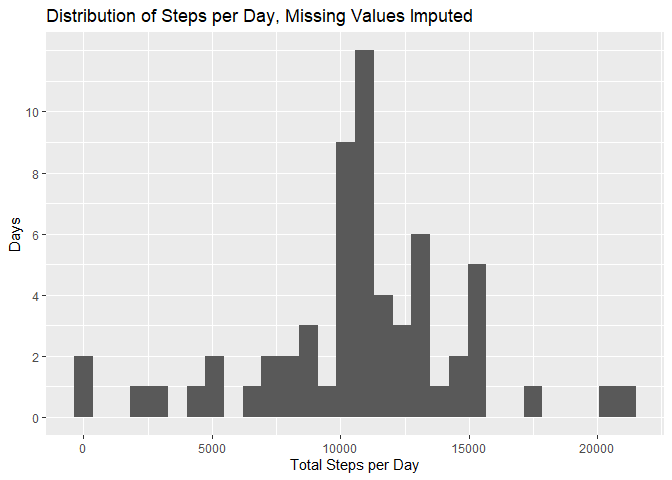 Distribution of Steps per Day, Missing Values Imputed
Days
10
8
6
4
2
0
0 5000 10000 15000 20000
Total Steps per Day